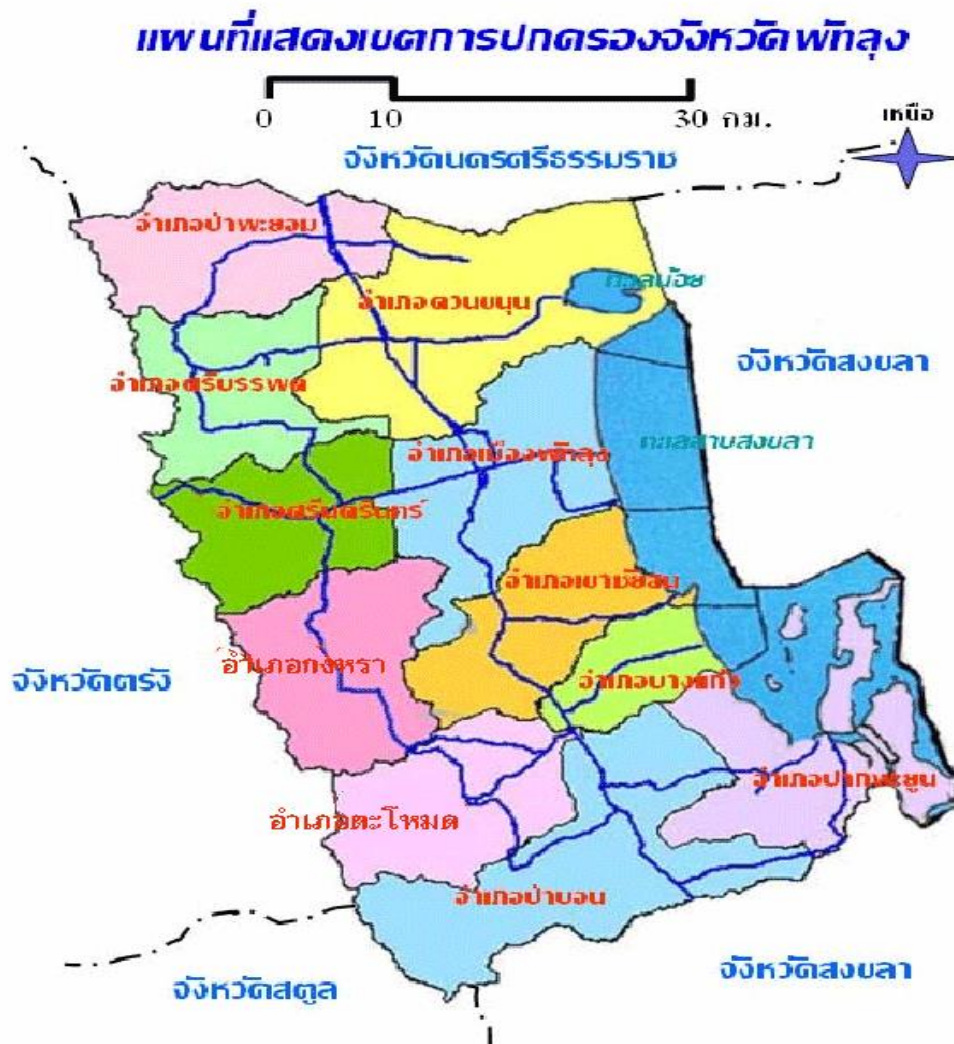 แผนที่แสดงเขตการปกครองจังหวัดพัทลุง
0 10 30 กม.
เหนือ
จังหวัดนครศรีธรรมราช
อำเภอป่าพะยอม
ทะเลน้อย
อำเภอควนขนุน
จังหวัดสงขลา
อำเภอศรีบรรพต
ทะเลสาบสงขลา
อำเภอเมืองพัทลุง
อำเภอศรีนครินทร์
อำเภอเขาชัยสน
อำเภอกงหรา
จังหวัดตรัง
อำเภอบางแก้ว
อำเภอปากพะยูน
อำเภอตะโหมด
อำเภอป่าบอน
จังหวัดสงขลา
จังหวัดสตูล